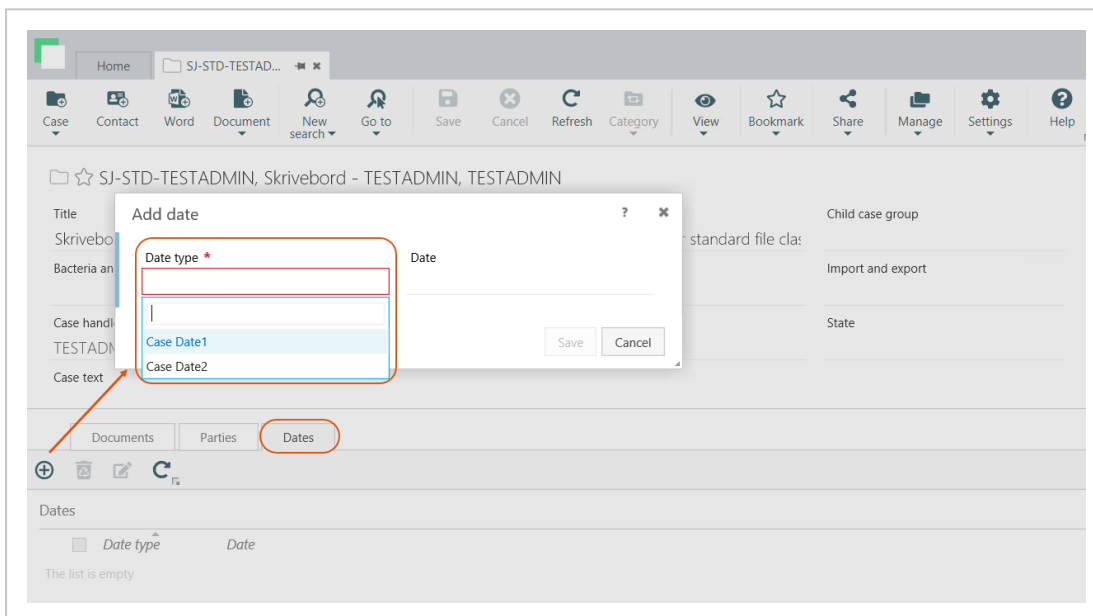 Home
SJ-STD-TESTAD...
Case
Contact
Word
Document
New search
Go to
Save
Cancel
Refresh
Category
View
Bookmark
Share
Manage
Settings
Help
SJ-STD-TESTADMIN, Skrivebord - TESTADMIN, TESTADMIN
Title
Add date
?
Child case group
Skrivebo
standard file clas
Date type *
Date
Bacteria an
Import and export
Case handl
Case Date1
Save
Cancel
State
TESTADM
Case Date2
Case text
Documents
Parties
Dates
Dates
Date type
Date
The list is empty